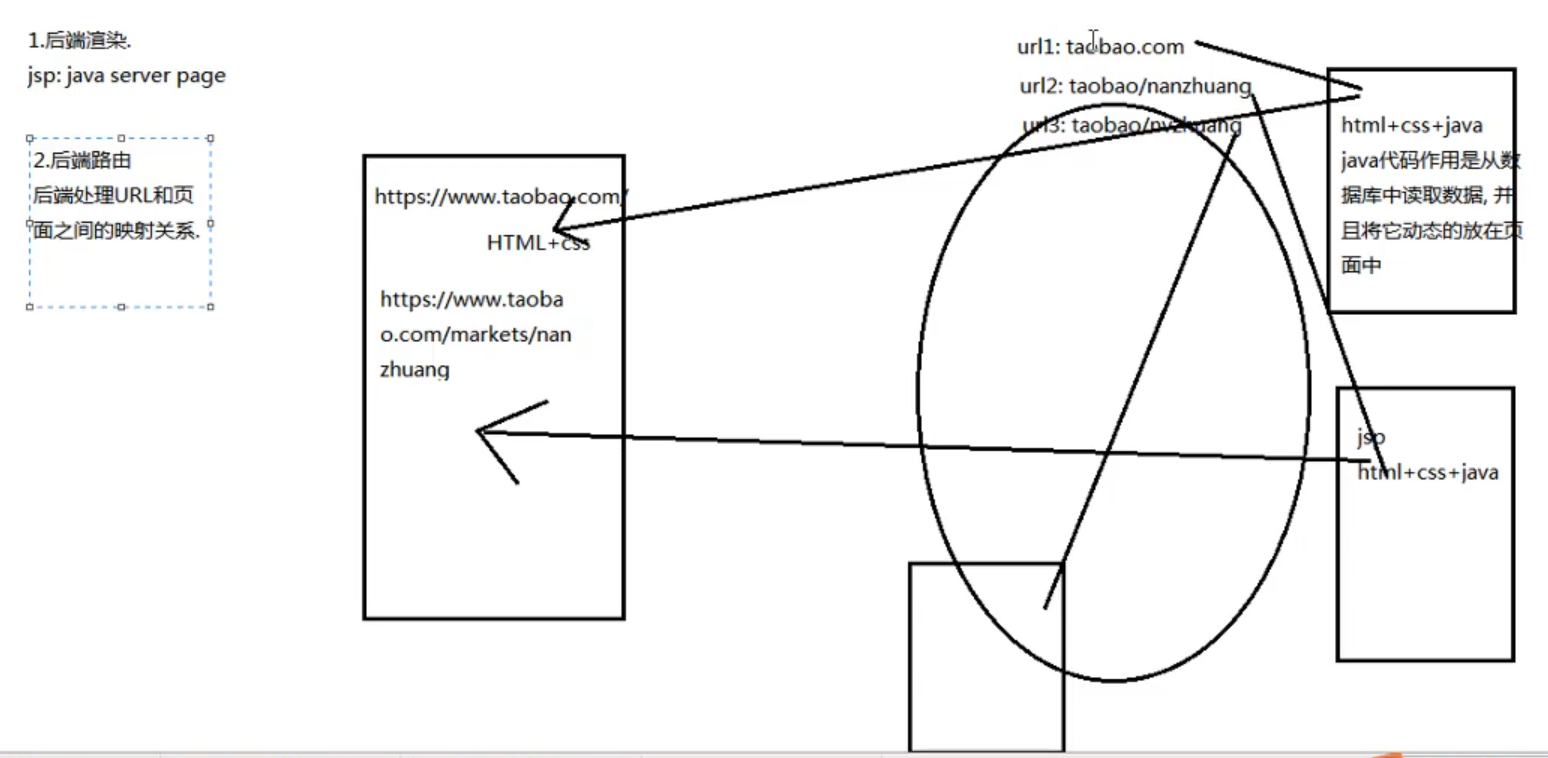 1.后端渲染.
jsp: java server page
2.后端路由
后端处理URL和页
面之间的映射关系.
https://www.taobao.com/
HTML+css
https://www.taoba
o.com/markets/nan
zhuang
url1: taobao.com
url2: taobao/nanzhuang
url3: taobao/nvzhuang
html+css+java
java代码作用是从数
据库中读取数据, 并
且将它动态的放在页
面中
jsp
html+css+java